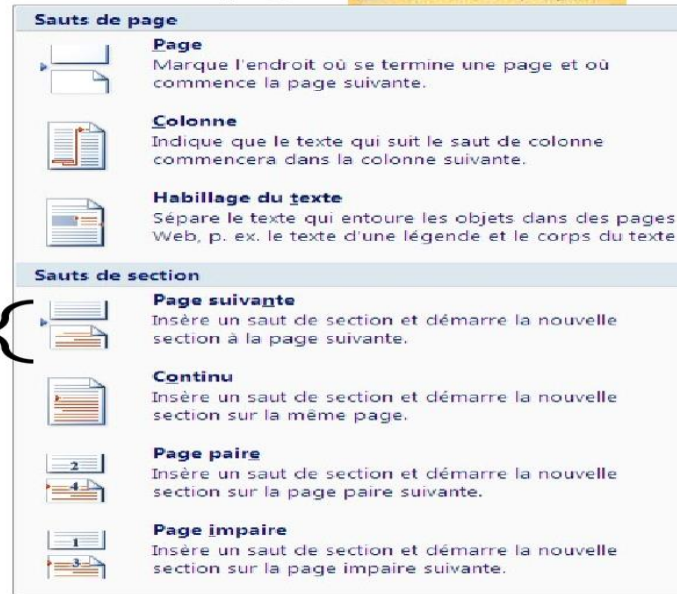 Sauts de page
Page
Marque l'endroit où se termine une page et où
commence la page suivante.
Colonne
Indique que le texte qui suit le saut de colonne
commencera dans la colonne suivante.
Habillage du texte
Sépare le texte qui entoure les objets dans des pages
Web, p. ex. le texte d'une légende et le corps du texte
Sauts de section
Page suivante
Insère un saut de section et démarre la nouvelle
section à la page suivante.
Continu
Insère un saut de section et démarre la nouvelle
section sur la même page.
2
4
Page paire
Insère un saut de section et démarre la nouvelle
section sur la page paire suivante.
1
3
Page impaire
Insère un saut de section et démarre la nouvelle
section sur la page impaire suivante.